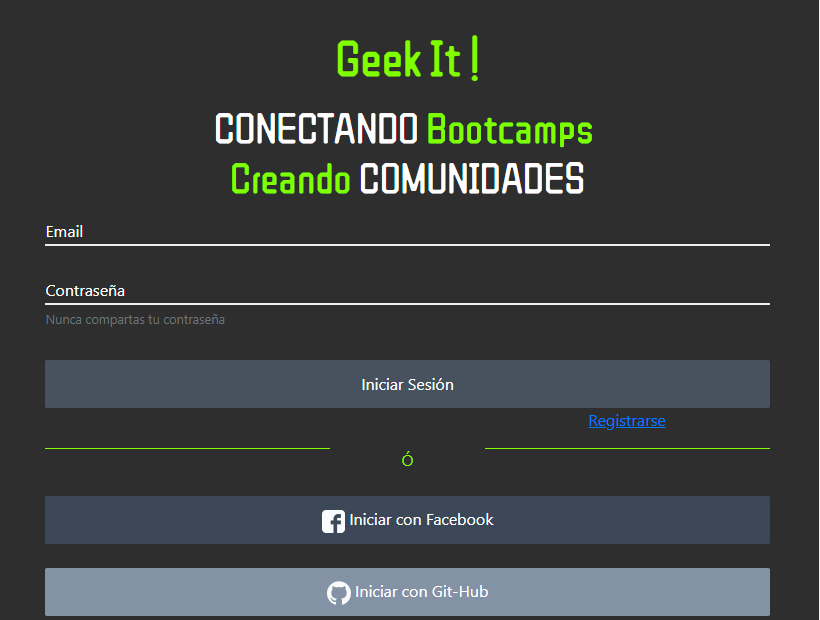 Geek It !
CONECTANDO Bootcamps
Creando COMUNIDADES
Email
Contraseña
Nunca compartas tu contraseña
Iniciar Sesión
Registrarse
Ó
Iniciar con Facebook
Iniciar con Git-Hub